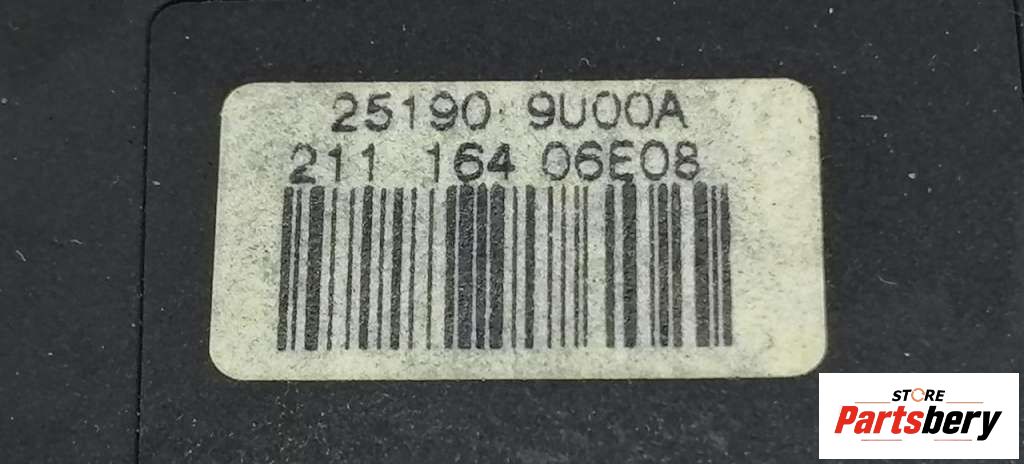 25190 9U00A
211 164 06E08
STORE
Partsbery